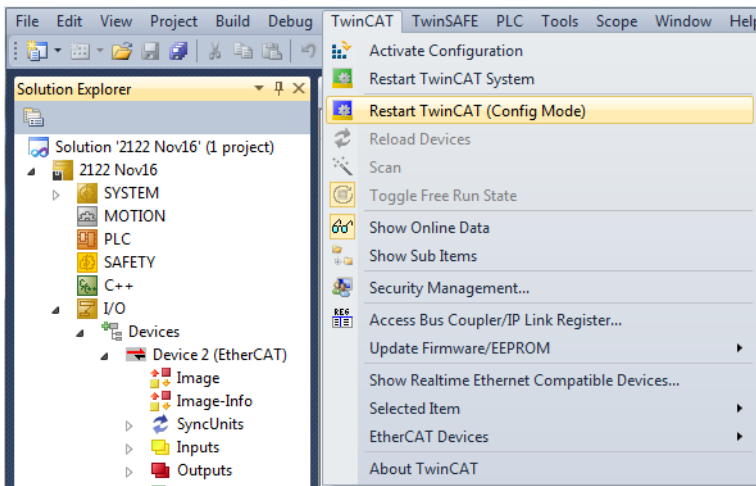 File Edit View Project Build Debug TwinCAT TwinSAFE PLC Tools Scope Window
Solution Explorer
Solution '2122 Nov16' (1 project)
2122 Nov16
SYSTEM
MOTION
PLC
SAFETY
C++
I/O
Devices
Device 2 (EtherCAT)
Image
Image-Info
SyncUnits
Inputs
Outputs
Activate Configuration
Restart TwinCAT System
Restart TwinCAT (Config Mode)
Reload Devices
Scan
Toggle Free Run State
Show Online Data
Show Sub Items
Security Management...
REG
Access Bus Coupler/IP Link Register...
Update Firmware/EEPROM
Show Realtime Ethernet Compatible Devices...
Selected Item
EtherCAT Devices
About TwinCAT